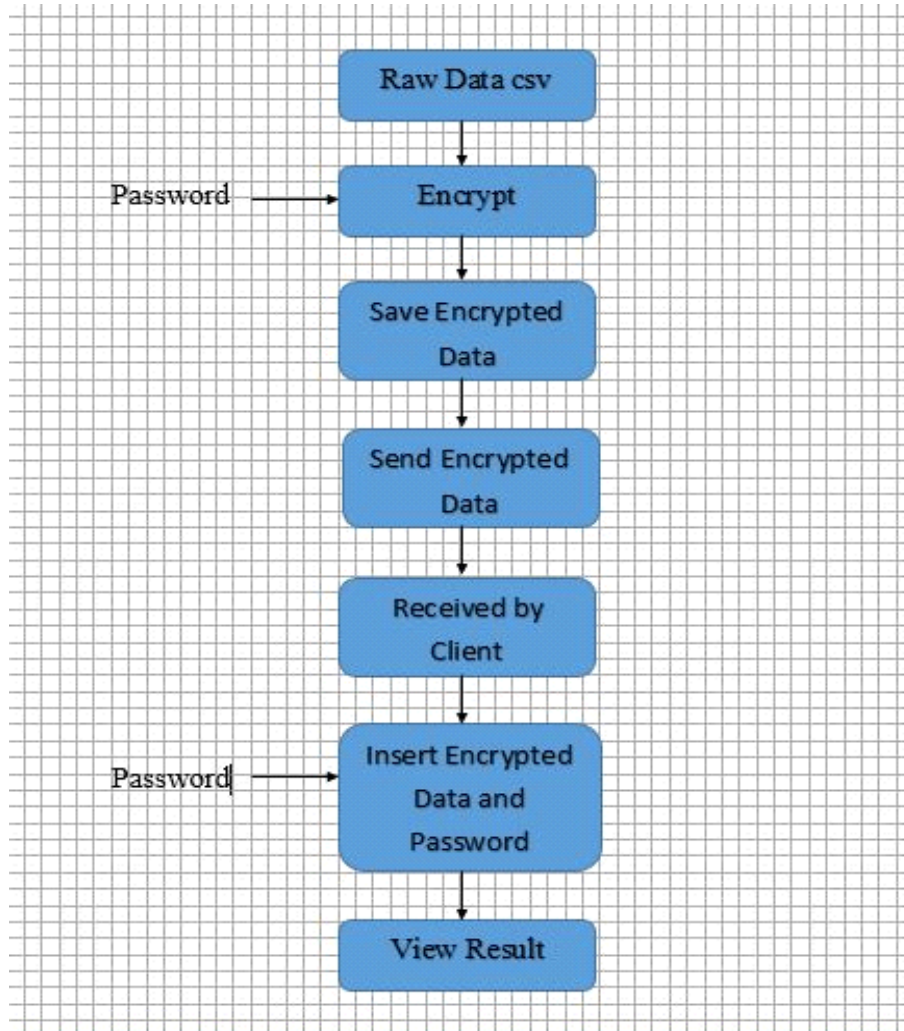 Raw Data csv
Password
Encrypt
Save Encrypted
Data
Send Encrypted
Data
Received by
Client
Insert Encrypted
Password
Data and
Password
View Result